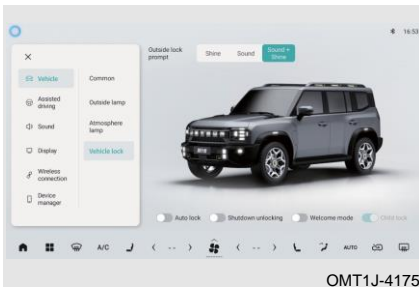 16:53
Outside lock
prompt
Shine
Sound
Sound +
Shine
Vehicle
Common
Assisted
driving
Outside lamp
Sound
Atmosphere
lamp
Display
Vehicle lock
Wireless
connection
Device
manager
Auto lock
Shutdown unlocking
Welcome mode
Child lock
A/C
--
--
AUTO
OMT1J-4175